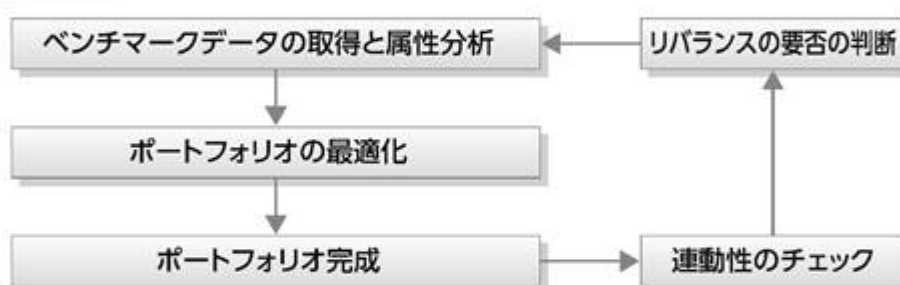 ベンチマークデータの取得と属性分析
リバランスの要否の判断
ポートフォリオの最適化
ポートフォリオ完成
連動性のチェック